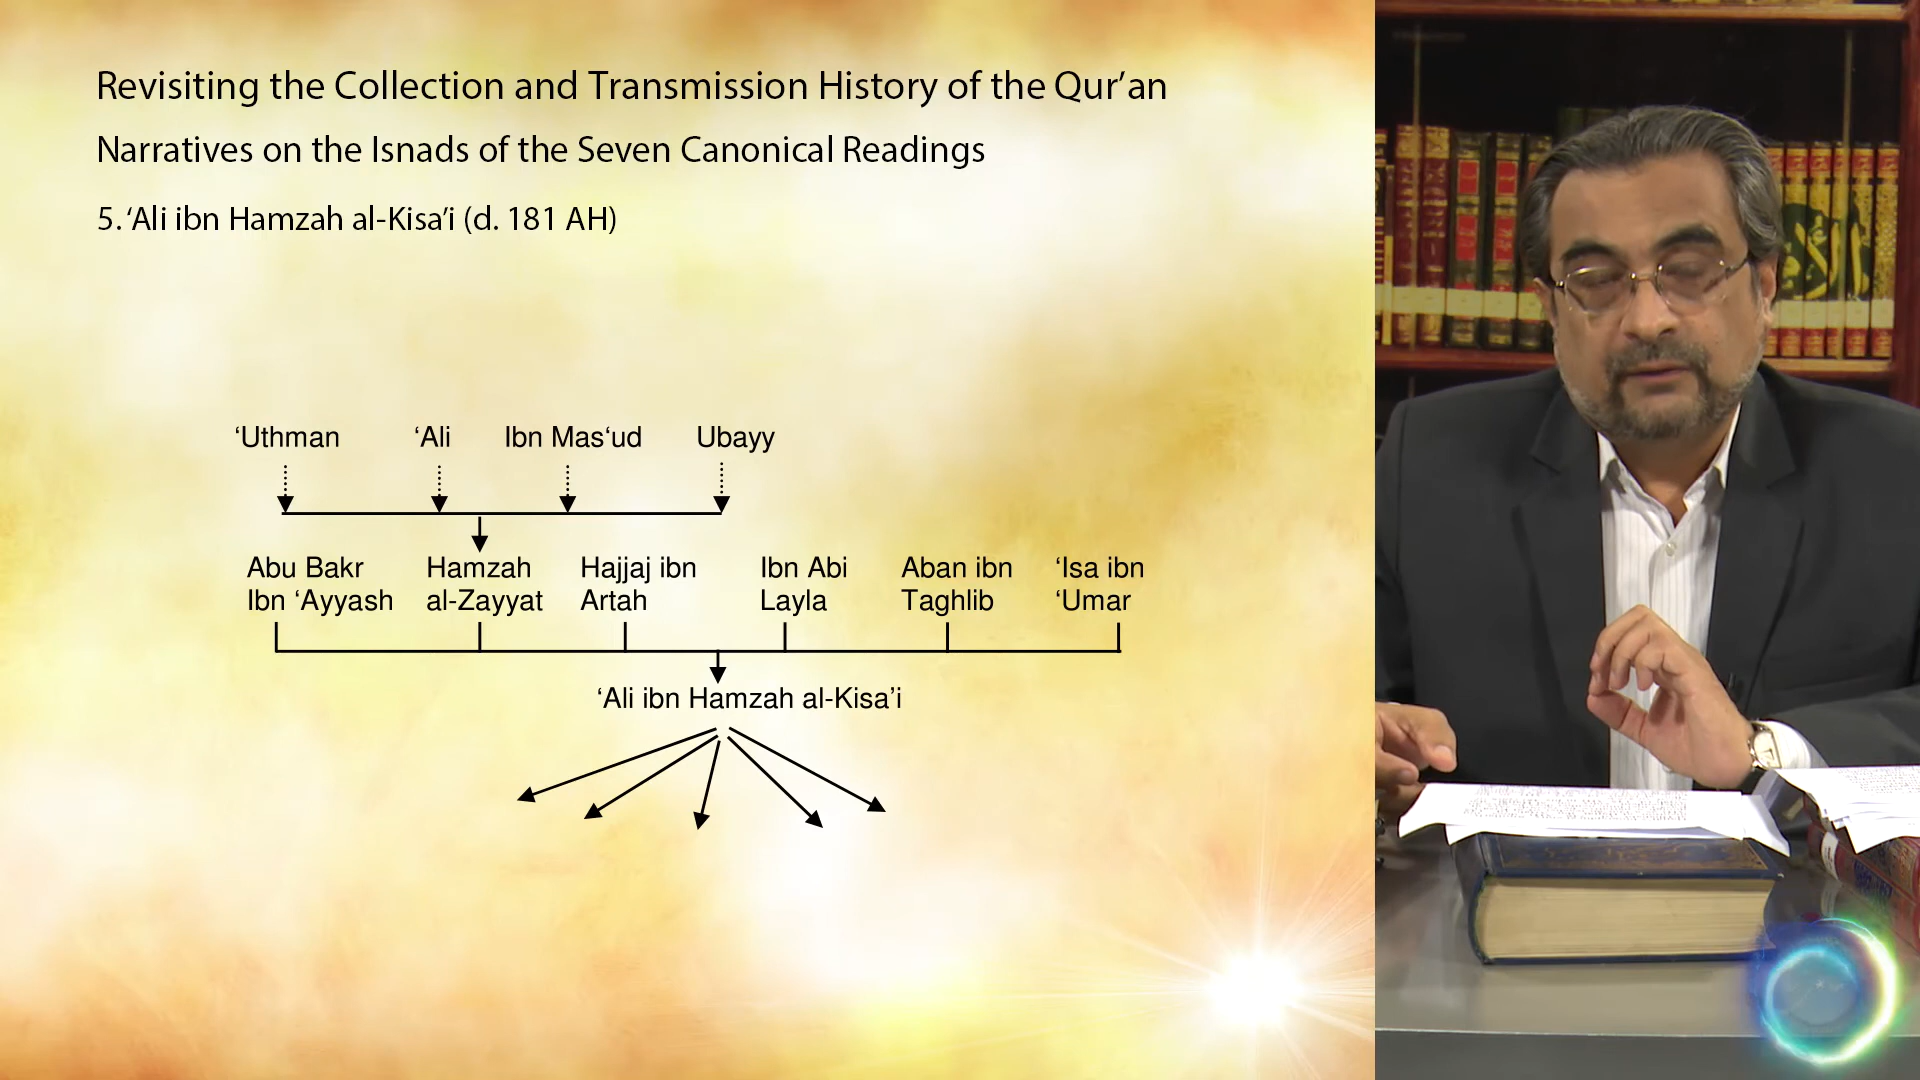 Revisiting the Collection and Transmission History of the Qur’an
Narratives on the Isnads of the Seven Canonical Readings
5. ‘Ali ibn Hamzah al-Kisa’i (d. 181 AH)
‘Uthman ‘Ali Ibn Mas‘ud Ubayy
Abu Bakr Hamzah Hajjaj ibn Ibn Abi Aban ibn ‘Isa ibn
Ibn ‘Ayyash al-Zayyat Artah Layla Taghlib ‘Umar
‘Ali ibn Hamzah al-Kisa’i